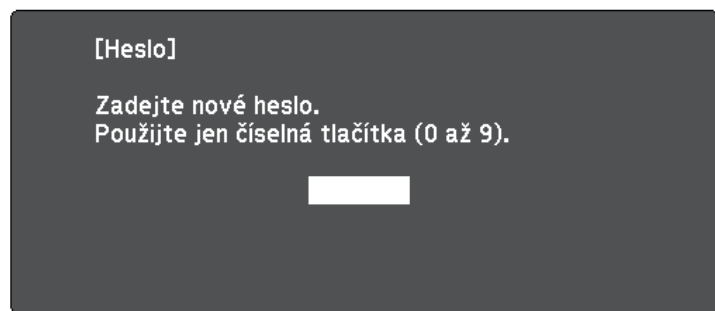 [Heslo]
Zadejte nové heslo.
Použijte jen číselná tlačítka (0 až 9).